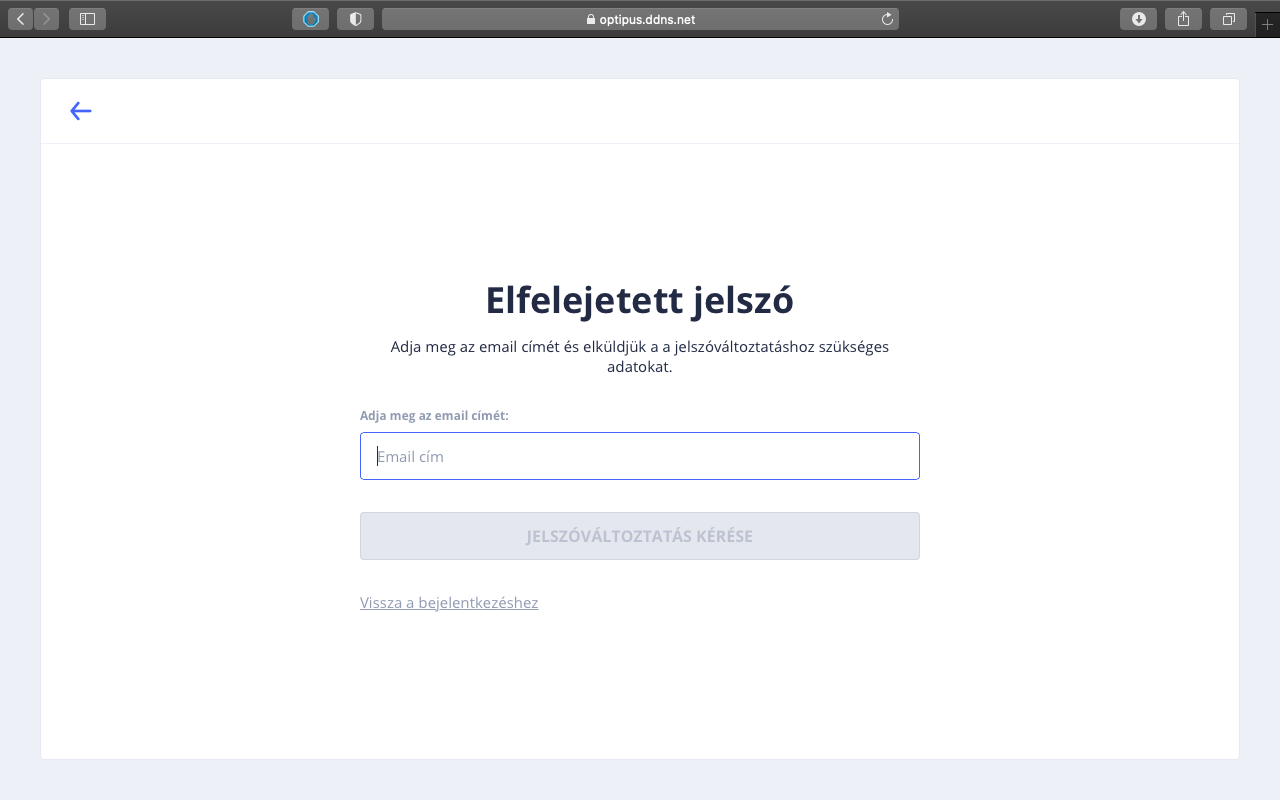 optipus.ddns.net
Elfelejetett jelszó
Adja meg az email címét és elküldjük a a jelszóváltoztatáshoz szükséges
adatokat.
Adja meg az email címét:
Email cím
JELSZÓVÁLTOZTATÁS KÉRÉSE
Vissza a bejelentkezéshez